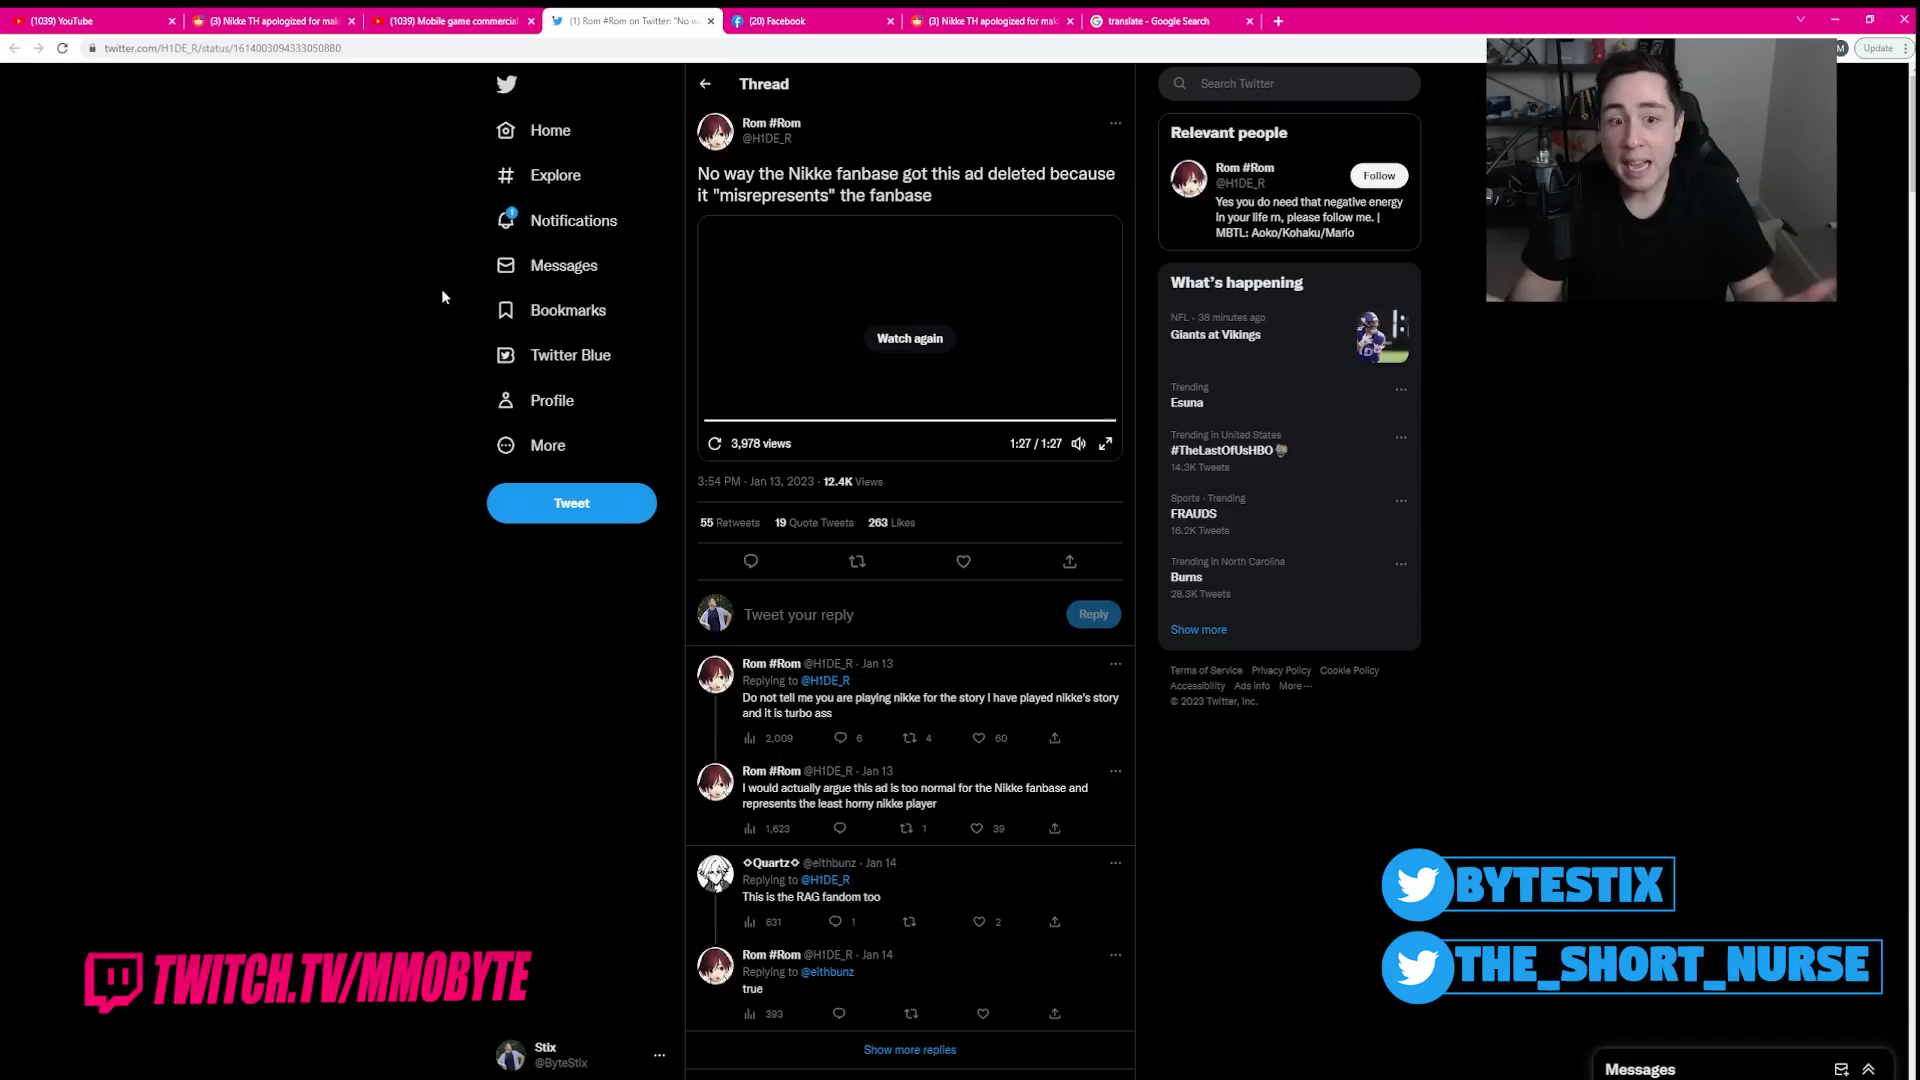 (1039) YouTube
(3) Nikke TH apologized for mak
(1039) Mobile game commercial
(1) Rom #Rom on Twitter: "No w
(20) Facebook
(3) Nikke TH apologized for mak
translate - Google Search
twitter.com/H1DE_R/status/1614003094333050880
M
Update
Home
Explore
1
Notifications
Messages
Bookmarks
Twitter Blue
Profile
More
Tweet
Stix
@ByteStix
Thread
Rom #Rom
@H1DE_R
No way the Nikke fanbase got this ad deleted because
it "misrepresents" the fanbase
Watch again
3,978 views
1:27 / 1:27
3:54 PM · Jan 13, 2023 · 12.4K Views
55 Retweets 19 Quote Tweets 263 Likes
Tweet your reply
Reply
Rom #Rom @H1DE_R · Jan 13
Replying to @H1DE_R
Do not tell me you are playing nikke for the story I have played nikke's story
and it is turbo ass
2,009 6 4 60
Rom #Rom @H1DE_R · Jan 13
I would actually argue this ad is too normal for the Nikke fanbase and
represents the least horny nikke player
1,623 1 39
◇Quartz◇ @eithbunz · Jan 14
Replying to @H1DE_R
This is the RAG fandom too
631 1 2
Rom #Rom @H1DE_R · Jan 14
Replying to @eithbunz
true
393
Show more replies
Search Twitter
Relevant people
Rom #Rom
@H1DE_R
Follow
Yes you do need that negative energy
in your life rn, please follow me. |
MBTL: Aoko/Kohaku/Mario
What's happening
NFL · 38 minutes ago
Giants at Vikings
Trending
Esuna
Trending in United States
#TheLastOfUsHBO
14.3K Tweets
Sports · Trending
FRAUDS
16.2K Tweets
Trending in North Carolina
Burns
28.3K Tweets
Show more
Terms of Service Privacy Policy Cookie Policy
Accessibility Ads info More ···
© 2023 Twitter, Inc.
TWITCH.TV/MMOBYTE
BYTESTIX
THE_SHORT_NURSE
Messages